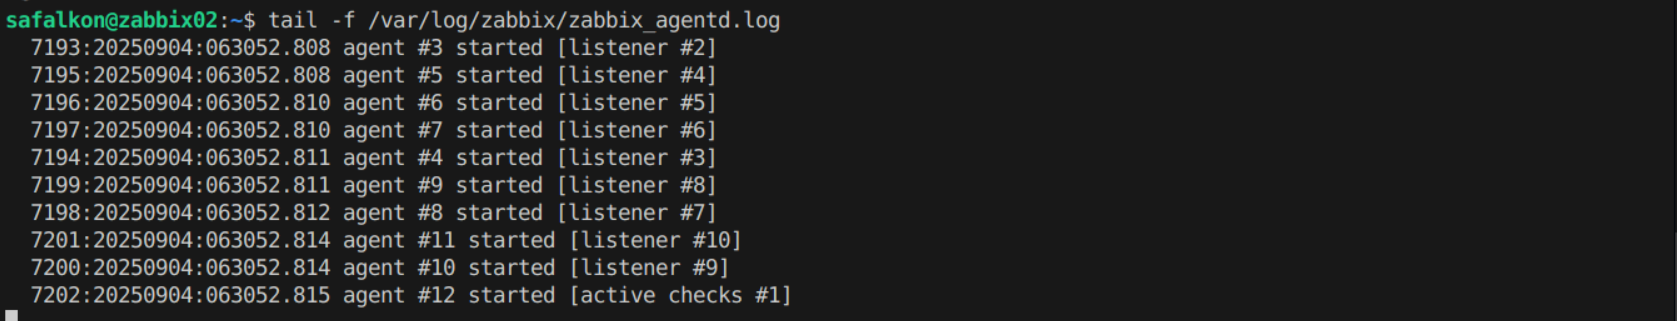 safalkon@zabbix02:~$ tail -f /var/log/zabbix/zabbix_agentd.log
  7193:20250904:063052.808 agent #3 started [listener #2]
  7195:20250904:063052.808 agent #5 started [listener #4]
  7196:20250904:063052.810 agent #6 started [listener #5]
  7197:20250904:063052.810 agent #7 started [listener #6]
  7194:20250904:063052.811 agent #4 started [listener #3]
  7199:20250904:063052.811 agent #9 started [listener #8]
  7198:20250904:063052.812 agent #8 started [listener #7]
  7201:20250904:063052.814 agent #11 started [listener #10]
  7200:20250904:063052.814 agent #10 started [listener #9]
  7202:20250904:063052.815 agent #12 started [active checks #1]